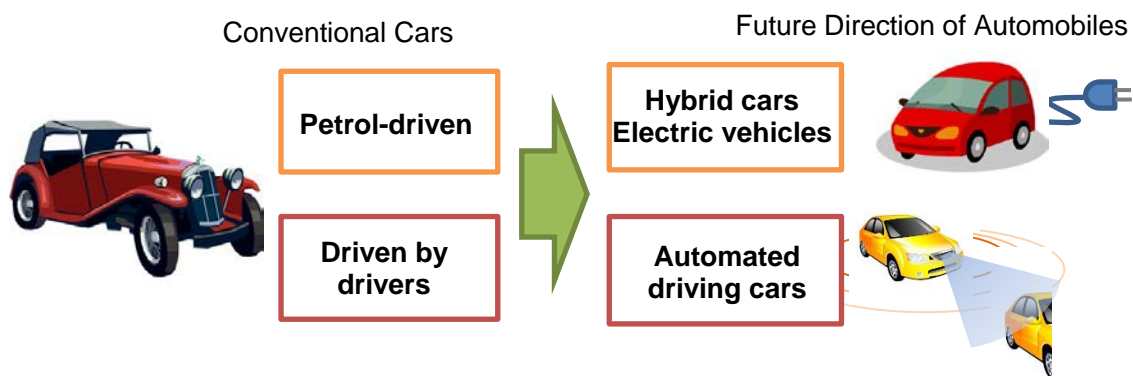 Conventional Cars
Future Direction of Automobiles
Petrol-driven
Hybrid cars
Electric vehicles
Driven by
drivers
Automated
driving cars